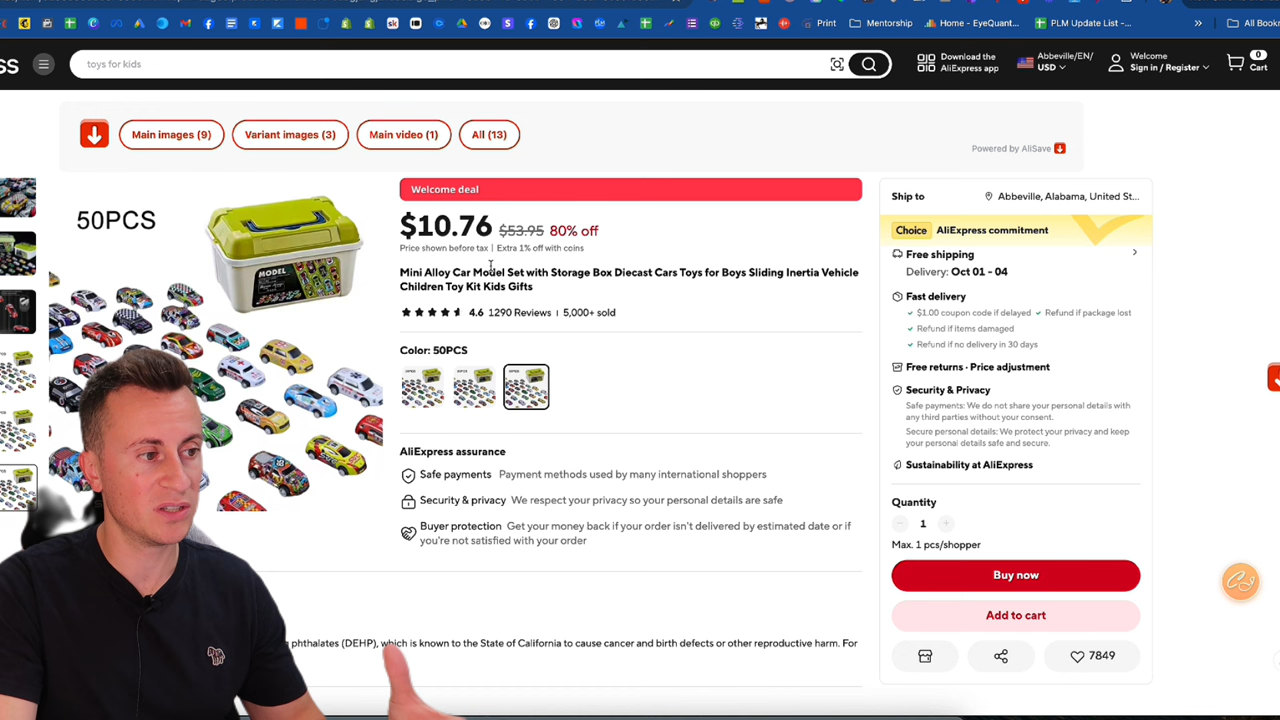 Print
Mentorship
Home - EyeQuant...
PLM Update List -...
»
All Book
ss
toys for kids
Download the
AliExpress app
Abbeville/EN/
USD
Welcome
Sign in / Register
0
Cart
Main images (9)
Variant images (3)
Main video (1)
All (13)
Powered by AliSave
50PCS
MODEL
Welcome deal
$10.76 $53.95 80% off
Price shown before tax | Extra 1% off with coins
Mini Alloy Car Model Set with Storage Box Diecast Cars Toys for Boys Sliding Inertia Vehicle
Children Toy Kit Kids Gifts
4.6 1290 Reviews | 5,000+ sold
Color: 50PCS
AliExpress assurance
Safe payments Payment methods used by many international shoppers
Security & privacy We respect your privacy so your personal details are safe
Buyer protection Get your money back if your order isn't delivered by estimated date or if
you're not satisfied with your order
phthalates (DEHP), which is known to the State of California to cause cancer and birth defects or other reproductive harm. For
Ship to
Abbeville, Alabama, United St...
Choice AliExpress commitment
Free shipping
Delivery: Oct 01 - 04
Fast delivery
$1.00 coupon code if delayed Refund if package lost
Refund if items damaged
Refund if no delivery in 30 days
Free returns · Price adjustment
Security & Privacy
Safe payments: We do not share your personal details with
any third parties without your consent.
Secure personal details: We protect your privacy and keep
your personal details safe and secure.
Sustainability at AliExpress
Quantity
1
Max. 1 pcs/shopper
Buy now
Add to cart
7849